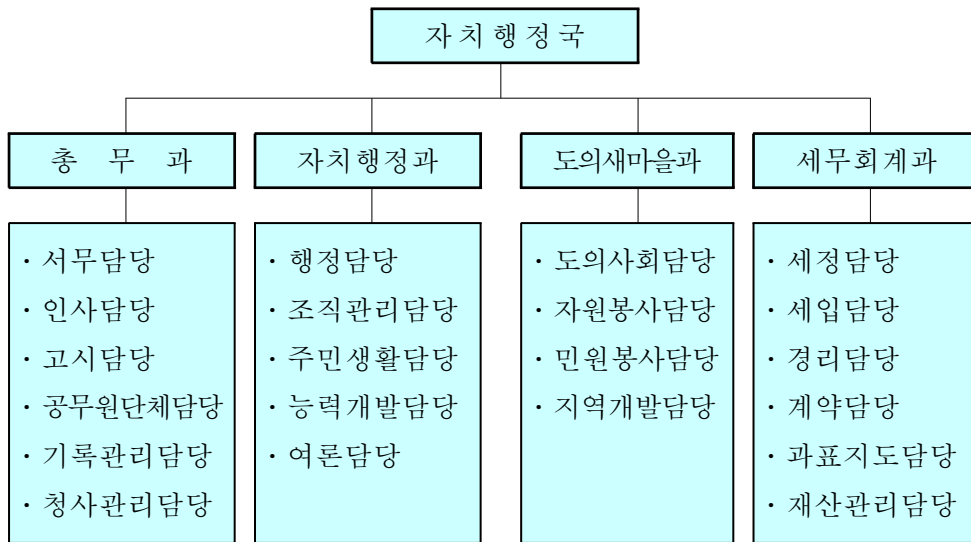 자치행정국
총 무 과
자치행정과
도의새마을과
세무회계과
· 서무담당
· 인사담당
· 고시담당
· 공무원단체담당
· 기록관리담당
· 청사관리담당
· 행정담당
· 조직관리담당
· 주민생활담당
· 능력개발담당
· 여론담당
· 도의사회담당
· 자원봉사담당
· 민원봉사담당
· 지역개발담당
· 세정담당
· 세입담당
· 경리담당
· 계약담당
· 과표지도담당
· 재산관리담당